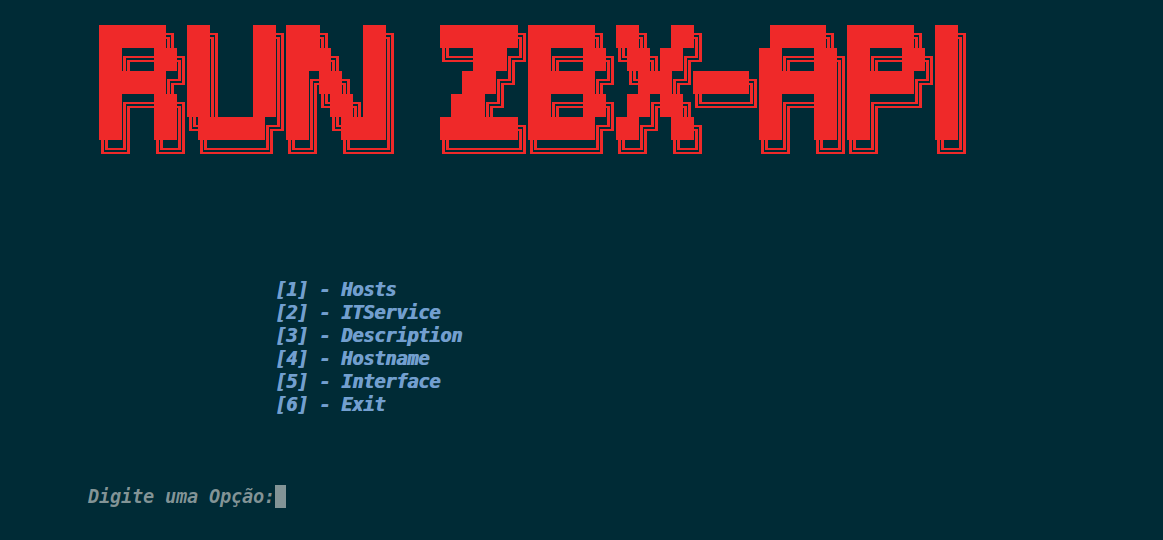 RUN ZBX-API
[1] - Hosts
[2] - ITService
[3] - Description
[4] - Hostname
[5] - Interface
[6] - Exit
Digite uma Opção: